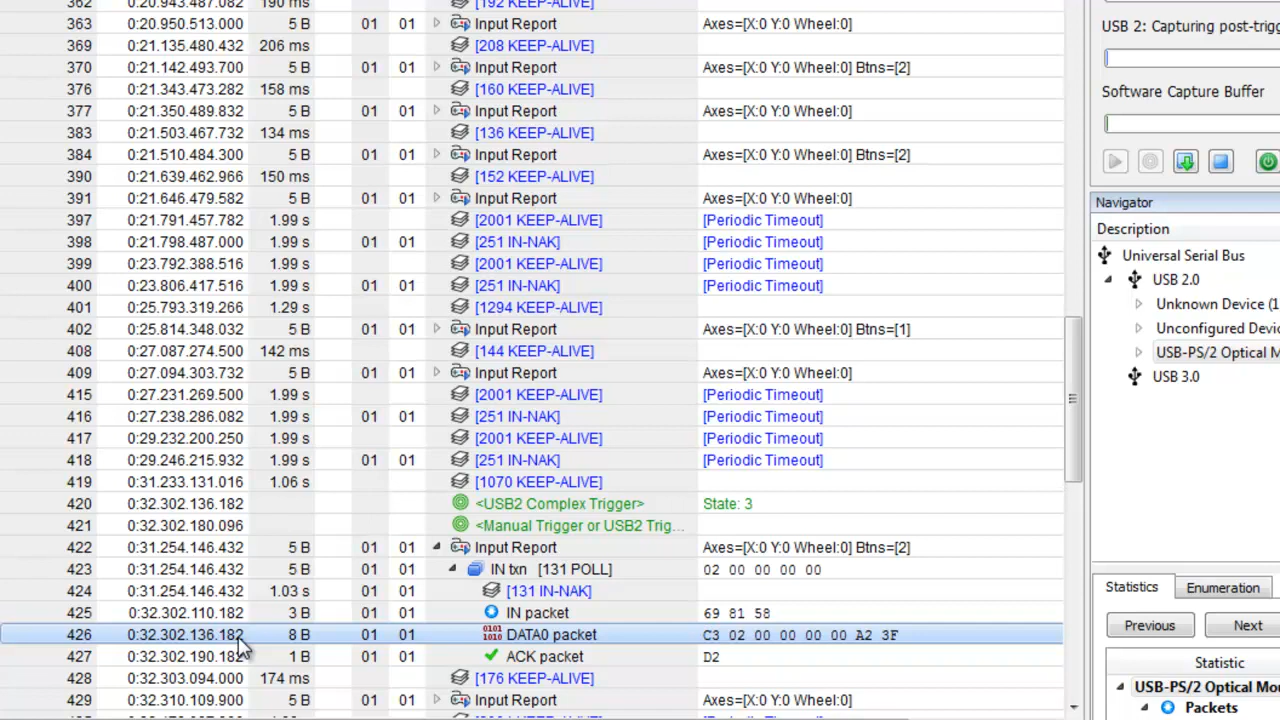 362 0:20.943.487.082 190 ms [192 KEEP-ALIVE]
363 0:20.950.513.000 5 B 01 01 Input Report Axes=[X:0 Y:0 Wheel:0]
369 0:21.135.480.432 206 ms [208 KEEP-ALIVE]
370 0:21.142.493.700 5 B 01 01 Input Report Axes=[X:0 Y:0 Wheel:0] Btns=[2]
376 0:21.343.473.282 158 ms [160 KEEP-ALIVE]
377 0:21.350.489.832 5 B 01 01 Input Report Axes=[X:0 Y:0 Wheel:0]
383 0:21.503.467.732 134 ms [136 KEEP-ALIVE]
384 0:21.510.484.300 5 B 01 01 Input Report Axes=[X:0 Y:0 Wheel:0] Btns=[2]
390 0:21.639.462.966 150 ms [152 KEEP-ALIVE]
391 0:21.646.479.582 5 B 01 01 Input Report Axes=[X:0 Y:0 Wheel:0]
397 0:21.791.457.782 1.99 s [2001 KEEP-ALIVE] [Periodic Timeout]
398 0:21.798.487.000 1.99 s 01 01 [251 IN-NAK] [Periodic Timeout]
399 0:23.792.388.516 1.99 s [2001 KEEP-ALIVE] [Periodic Timeout]
400 0:23.806.417.516 1.99 s 01 01 [251 IN-NAK] [Periodic Timeout]
401 0:25.793.319.266 1.29 s [1294 KEEP-ALIVE]
402 0:25.814.348.032 5 B 01 01 Input Report Axes=[X:0 Y:0 Wheel:0] Btns=[1]
408 0:27.087.274.500 142 ms [144 KEEP-ALIVE]
409 0:27.094.303.732 5 B 01 01 Input Report Axes=[X:0 Y:0 Wheel:0]
415 0:27.231.269.500 1.99 s [2001 KEEP-ALIVE] [Periodic Timeout]
416 0:27.238.286.082 1.99 s 01 01 [251 IN-NAK] [Periodic Timeout]
417 0:29.232.200.250 1.99 s [2001 KEEP-ALIVE] [Periodic Timeout]
418 0:29.246.215.932 1.99 s 01 01 [251 IN-NAK] [Periodic Timeout]
419 0:31.233.131.016 1.06 s [1070 KEEP-ALIVE]
420 0:32.302.136.182 <USB2 Complex Trigger> State: 3
421 0:32.302.180.096 <Manual Trigger or USB2 Trig...
422 0:31.254.146.432 5 B 01 01 Input Report Axes=[X:0 Y:0 Wheel:0] Btns=[2]
423 0:31.254.146.432 5 B 01 01 IN txn [131 POLL] 02 00 00 00 00
424 0:31.254.146.432 1.03 s 01 01 [131 IN-NAK]
425 0:32.302.110.182 3 B 01 01 IN packet 69 81 58
426 0:32.302.136.182 8 B 01 01 0101 1010 DATA0 packet C3 02 00 00 00 00 A2 3F
427 0:32.302.190.182 1 B 01 01 ACK packet D2
428 0:32.303.094.000 174 ms [176 KEEP-ALIVE]
429 0:32.310.109.900 5 B 01 01 Input Report Axes=[X:0 Y:0 Wheel:0]
USB 2: Capturing post-trigg
Software Capture Buffer
Navigator
Description
Universal Serial Bus
USB 2.0
Unknown Device (1
Unconfigured Devic
USB-PS/2 Optical M
USB 3.0
Statistics Enumeration
Previous Next
Statistic
USB-PS/2 Optical Mou
Packets